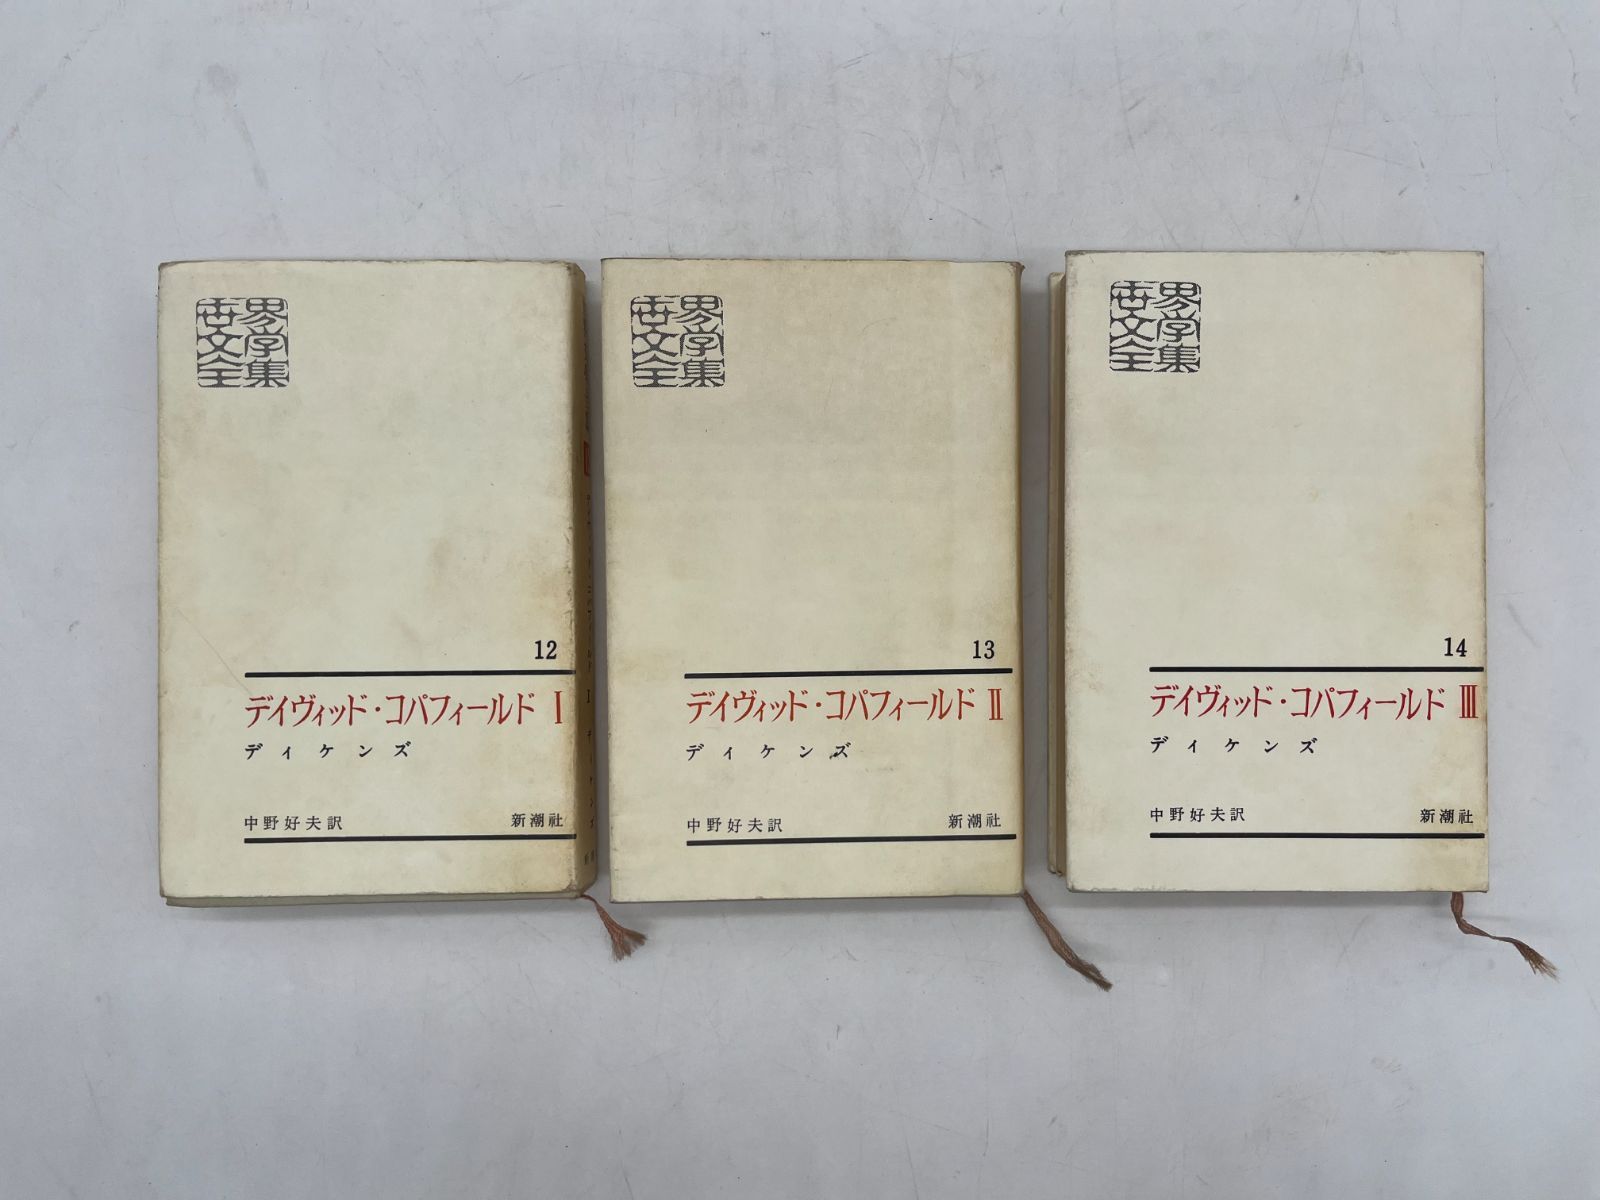 世界
文学
全集
12
デイヴィッド・コパフィールド I
ディケンズ
中野好夫訳 新潮社
世界
文学
全集
13
デイヴィッド・コパフィールド II
ディケンズ
中野好夫訳 新潮社
世界
文学
全集
14
デイヴィッド・コパフィールド III
ディケンズ
中野好夫訳 新潮社